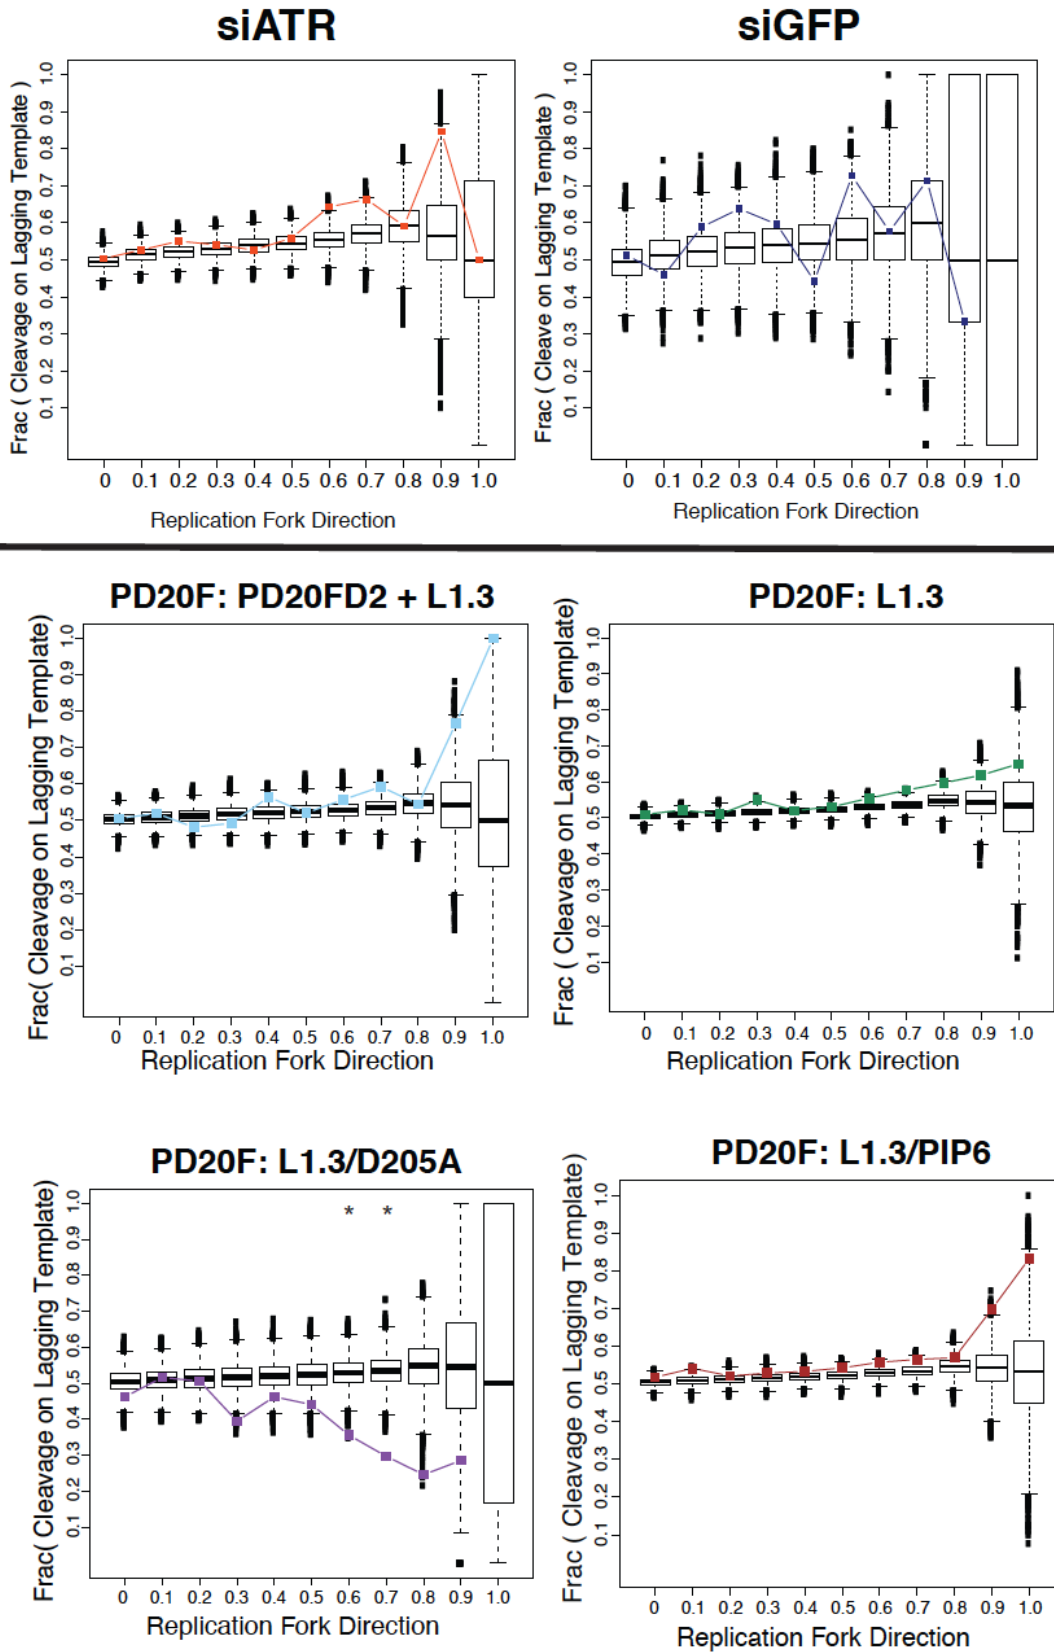 siATR
siGFP
Frac ( Cleavage on Lagging Template )
1.0
0.9
0.8
0.7
0.6
0.5
0.4
0.3
0.2
0.1
0 0.1 0.2 0.3 0.4 0.5 0.6 0.7 0.8 0.9 1.0
Replication Fork Direction
Frac ( Cleave on Lagging Template )
1.0
0.9
0.8
0.7
0.6
0.5
0.4
0.3
0.2
0.1
0 0.1 0.2 0.3 0.4 0.5 0.6 0.7 0.8 0.9 1.0
Replication Fork Direction
PD20F: PD20FD2 + L1.3
Frac( Cleavage on Lagging Template)
1.0
0.9
0.8
0.7
0.6
0.5
0.4
0.3
0.2
0.1
0 0.1 0.2 0.3 0.4 0.5 0.6 0.7 0.8 0.9 1.0
Replication Fork Direction
PD20F: L1.3
Frac ( Cleavage on Lagging Template)
1.0
0.9
0.8
0.7
0.6
0.5
0.4
0.3
0.2
0.1
0 0.1 0.2 0.3 0.4 0.5 0.6 0.7 0.8 0.9 1.0
Replication Fork Direction
PD20F: L1.3/D205A
Frac( Cleavage on Lagging Template)
1.0
0.9
0.8
0.7
0.6
0.5
0.4
0.3
0.2
0.1
* *
0 0.1 0.2 0.3 0.4 0.5 0.6 0.7 0.8 0.9 1.0
Replication Fork Direction
PD20F: L1.3/PIP6
Frac ( Cleavage on Lagging Template)
1.0
0.9
0.8
0.7
0.6
0.5
0.4
0.3
0.2
0.1
0 0.1 0.2 0.3 0.4 0.5 0.6 0.7 0.8 0.9 1.0
Replication Fork Direction